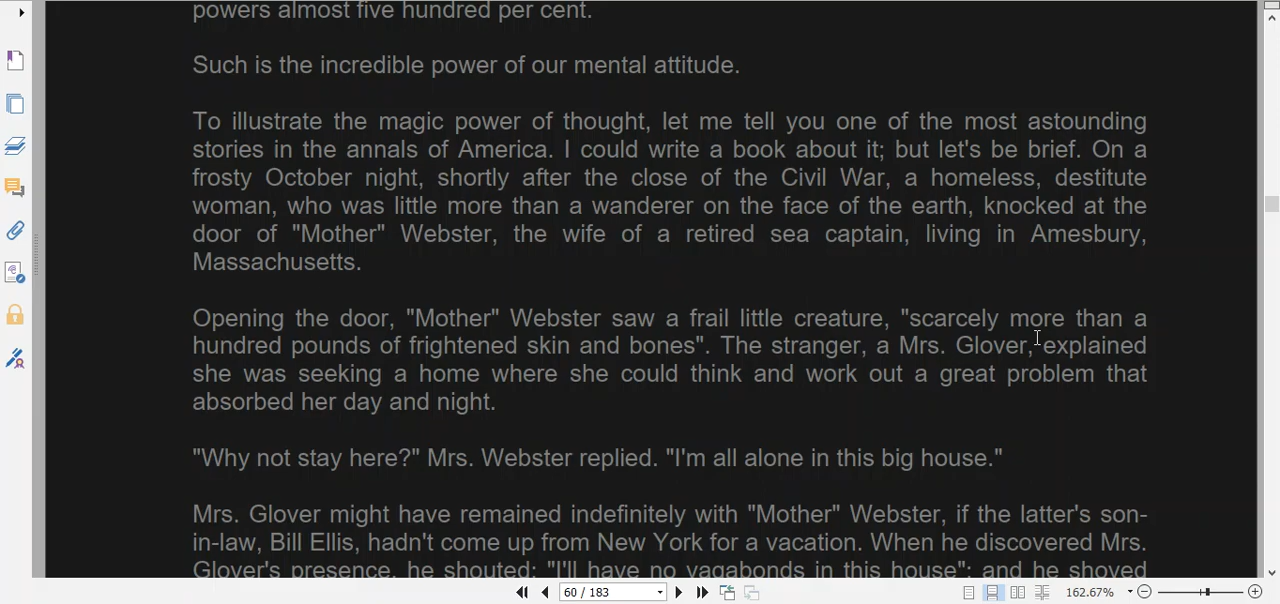 powers almost five hundred per cent.
Such is the incredible power of our mental attitude.
To illustrate the magic power of thought, let me tell you one of the most astounding
stories in the annals of America. I could write a book about it; but let's be brief. On a
frosty October night, shortly after the close of the Civil War, a homeless, destitute
woman, who was little more than a wanderer on the face of the earth, knocked at the
door of "Mother" Webster, the wife of a retired sea captain, living in Amesbury,
Massachusetts.
Opening the door, "Mother" Webster saw a frail little creature, "scarcely more than a
hundred pounds of frightened skin and bones". The stranger, a Mrs. Glover, explained
she was seeking a home where she could think and work out a great problem that
absorbed her day and night.
"Why not stay here?" Mrs. Webster replied. "I'm all alone in this big house."
Mrs. Glover might have remained indefinitely with "Mother" Webster, if the latter's son-
in-law, Bill Ellis, hadn't come up from New York for a vacation. When he discovered Mrs.
Glover's presence, he shouted: "I'll have no vagabonds in this house"; and he shoved
60 / 183
162.67%